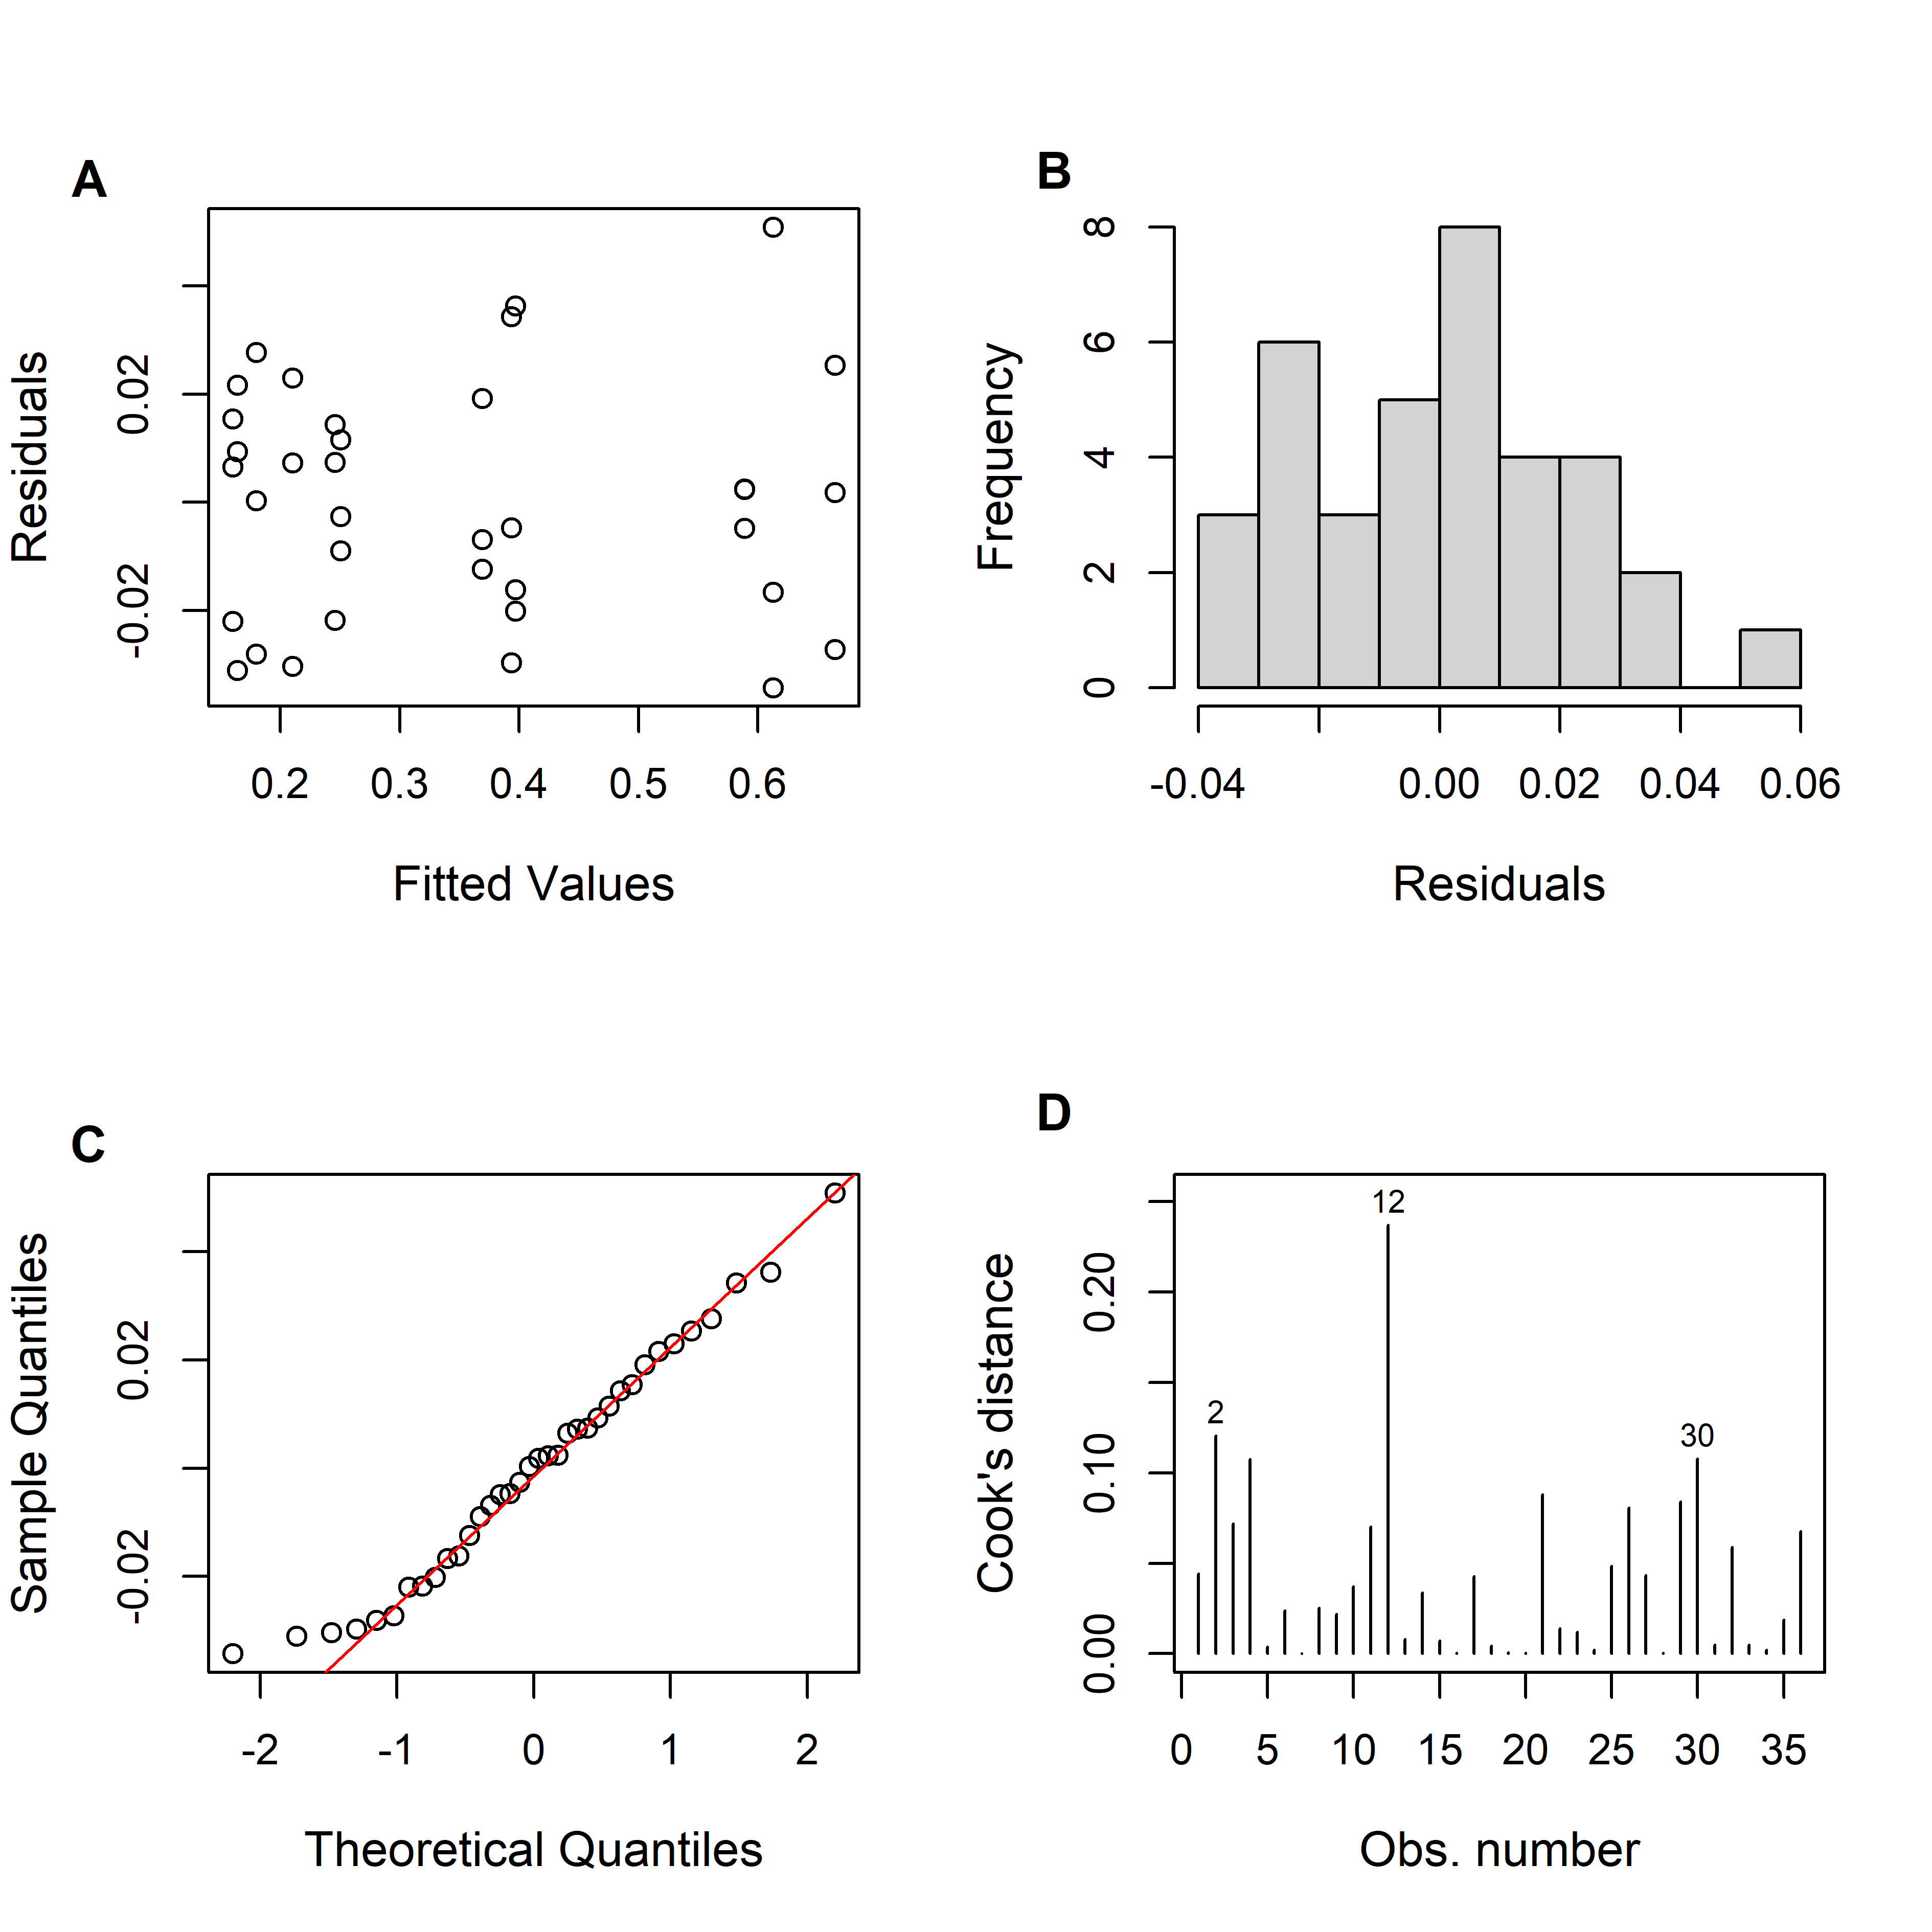 A
Residuals
0.02
-0.02
0.2 0.3 0.4 0.5 0.6
Fitted Values
B
Frequency
8
6
4
2
0
-0.04 0.00 0.02 0.04 0.06
Residuals
C
Sample Quantiles
0.02
-0.02
-2 -1 0 1 2
Theoretical Quantiles
D
Cook's distance
0.20
0.10
0.00
12
2
30
0 5 10 15 20 25 30 35
Obs. number